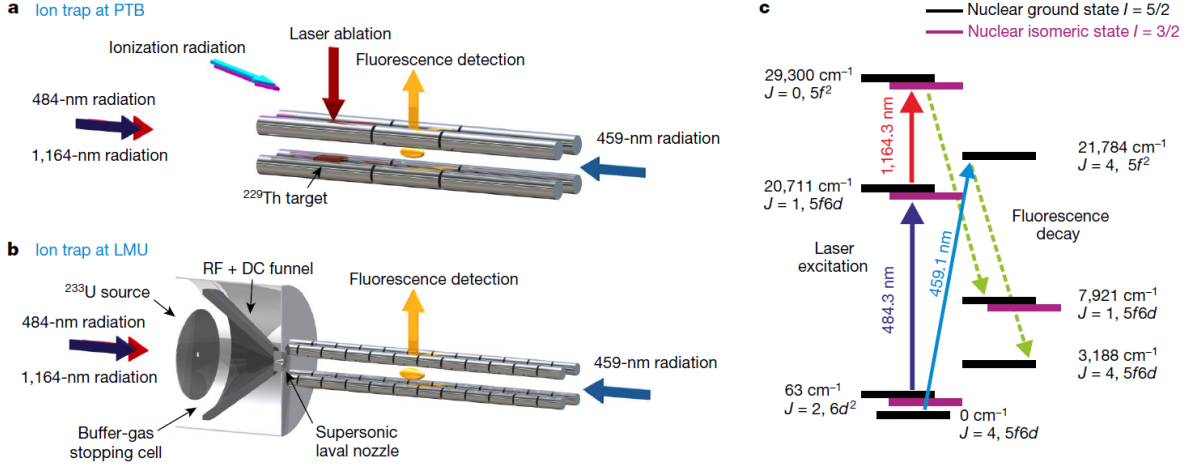 a Ion trap at PTB
Laser ablation
Ionization radiation
Fluorescence detection
484-nm radiation
1,164-nm radiation
459-nm radiation
²²⁹Th target
b Ion trap at LMU
RF + DC funnel
²³³U source
Fluorescence detection
484-nm radiation
1,164-nm radiation
459-nm radiation
Buffer-gas
stopping cell
Supersonic
laval nozzle
c
Nuclear ground state I = 5/2
Nuclear isomeric state I = 3/2
29,300 cm⁻¹
J = 0, 5f²
1,164.3 nm
21,784 cm⁻¹
J = 4, 5f²
20,711 cm⁻¹
J = 1, 5f6d
Fluorescence
decay
Laser
excitation
484.3 nm
459.1 nm
7,921 cm⁻¹
J = 1, 5f6d
3,188 cm⁻¹
J = 4, 5f6d
63 cm⁻¹
J = 2, 6d²
0 cm⁻¹
J = 4, 5f6d